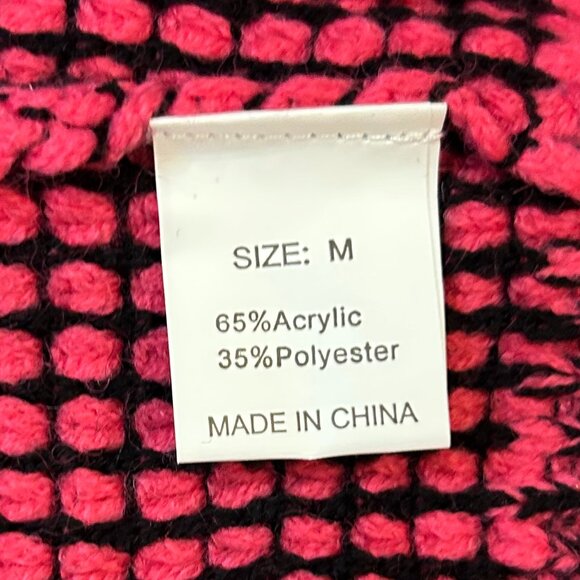 SIZE: M
65%Acrylic
35%Polyester
MADE IN CHINA